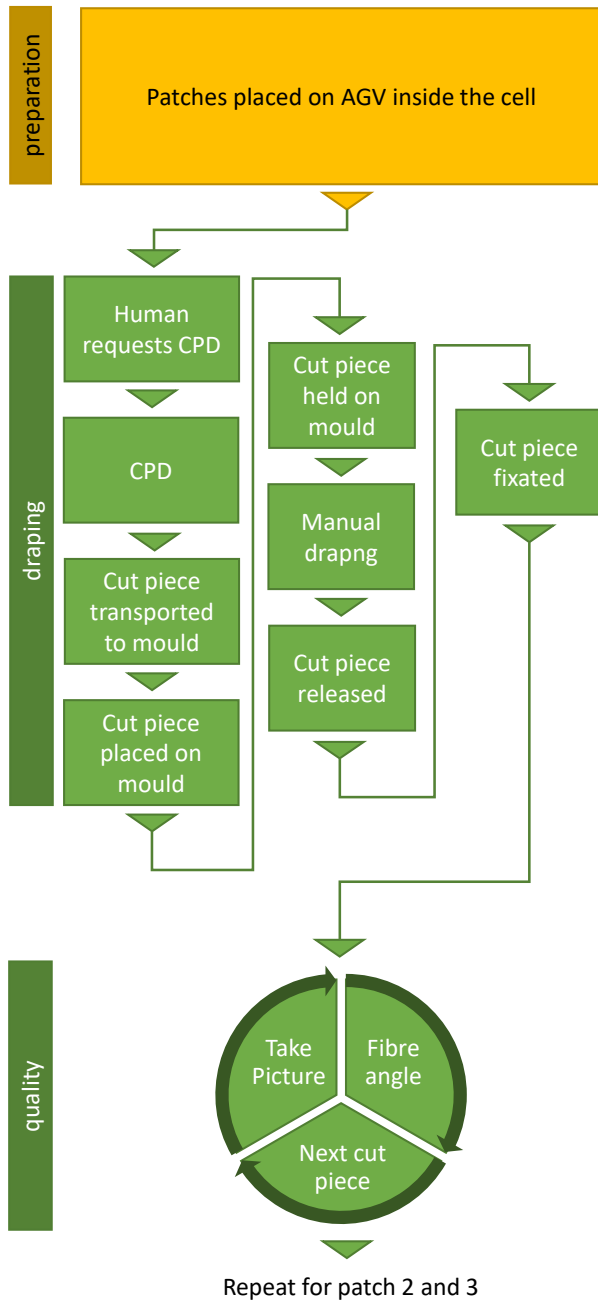 preparation
Patches placed on AGV inside the cell
draping
Human
requests CPD
CPD
Cut piece
transported
to mould
Cut piece
placed on
mould
Cut piece
held on
mould
Manual
drapng
Cut piece
released
Cut piece
fixated
quality
Take
Picture
Fibre
angle
Next cut
piece
Repeat for patch 2 and 3